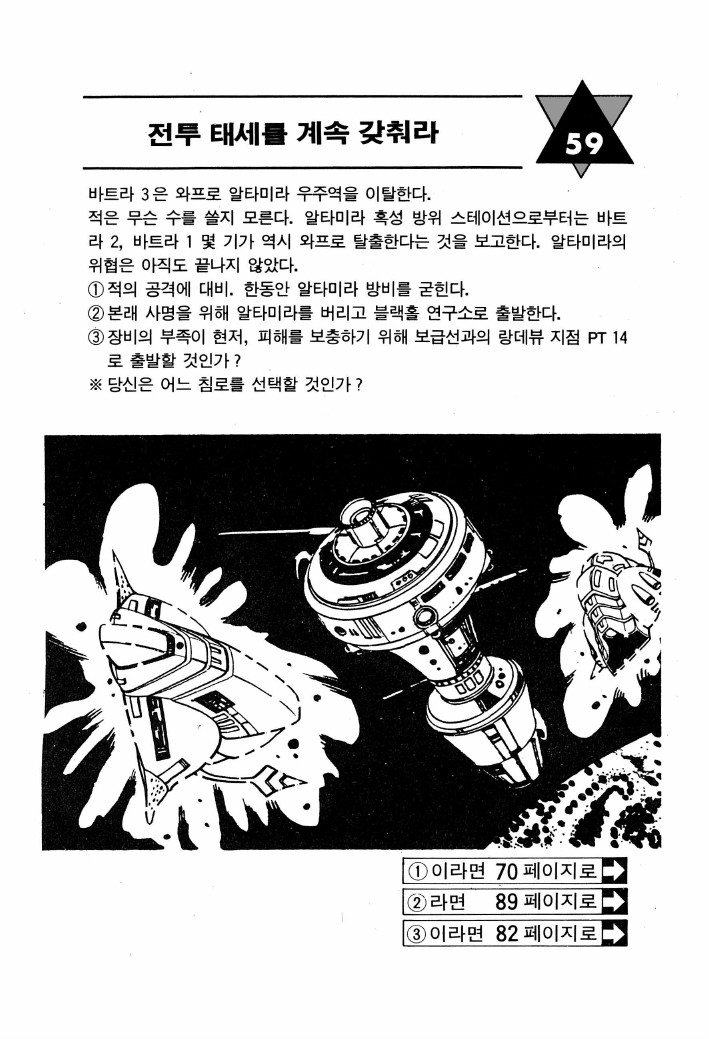 전투 태세를 계속 갖춰라
59
바트라 3은 와프로 알타미라 우주역을 이탈한다.
적은 무슨 수를 쓸지 모른다. 알타미라 혹성 방위 스테이션으로부터는 바트
라 2, 바트라 1 몇 기가 역시 와프로 탈출한다는 것을 보고한다. 알타미라의
위협은 아직도 끝나지 않았다.
①적의 공격에 대비. 한동안 알타미라 방비를 굳힌다.
②본래 사명을 위해 알타미라를 버리고 블랙홀 연구소로 출발한다.
③장비의 부족이 현저, 피해를 보충하기 위해 보급선과의 랑데뷰 지점 PT 14
로 출발할 것인가?
※ 당신은 어느 침로를 선택할 것인가?
①이라면 70 페이지로
②라면 89 페이지로
③이라면 82 페이지로